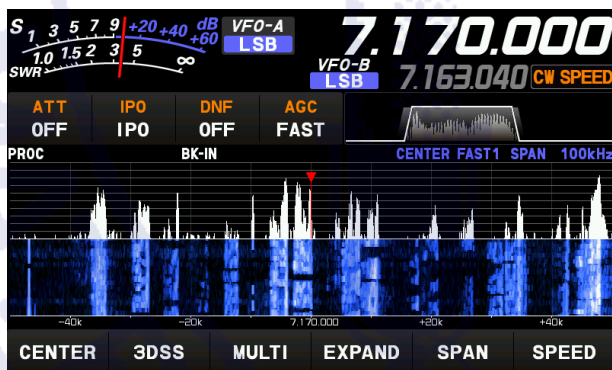 S 1 3 5 7 9 +20 +40 dB +60
1.0 1.5 2 3 5 ∞
SWR
VFO-A
LSB
7.170.000
VFO-B
LSB
7.163.040
CW SPEED
ATT IPO DNF AGC
OFF IPO OFF FAST
PROC BK-IN CENTER FAST1 SPAN 100kHz
-40k -20k 7.170.000 +20k +40k
CENTER 3DSS MULTI EXPAND SPAN SPEED